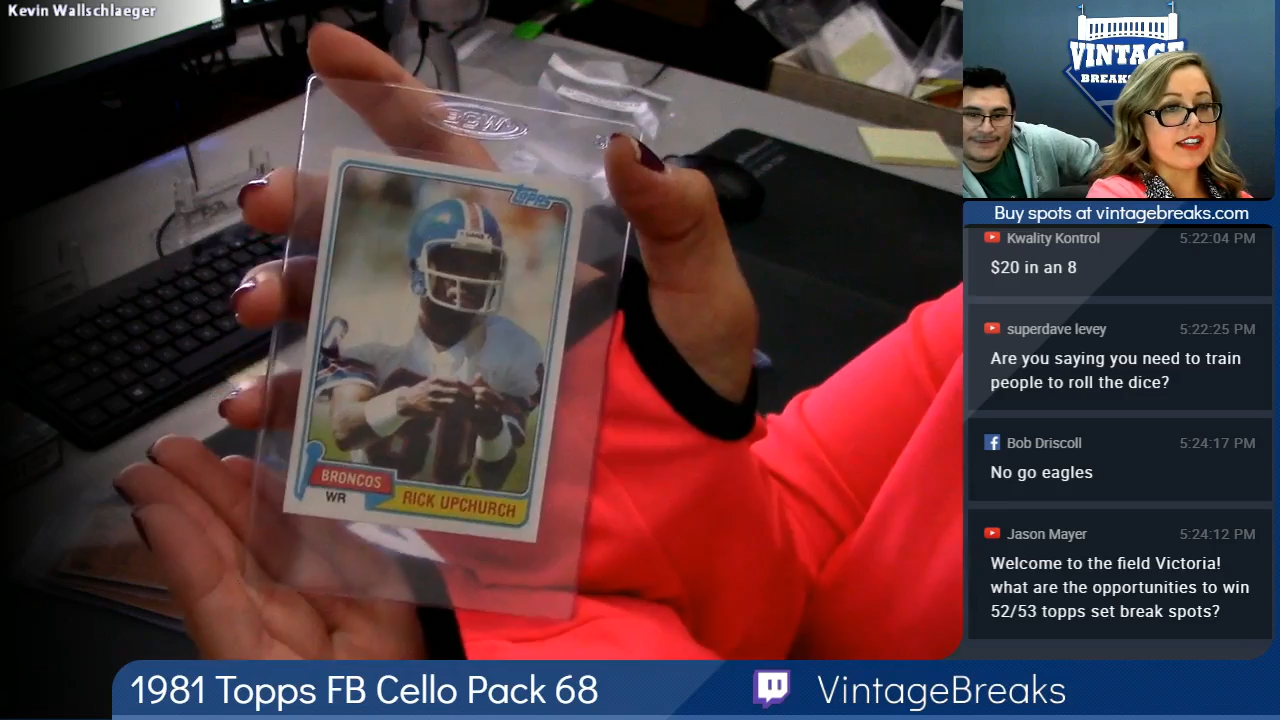 Kevin Wallschlaeger
BCW
Topps
BRONCOS
WR
RICK UPCHURCH
VINTAGE
BREAKS
Buy spots at vintagebreaks.com
Kwality Kontrol 5:22:04 PM
$20 in an 8
superdave levey 5:22:25 PM
Are you saying you need to train
people to roll the dice?
Bob Driscoll 5:24:17 PM
No go eagles
Jason Mayer 5:24:12 PM
Welcome to the field Victoria!
what are the opportunities to win
52/53 topps set break spots?
1981 Topps FB Cello Pack 68
VintageBreaks